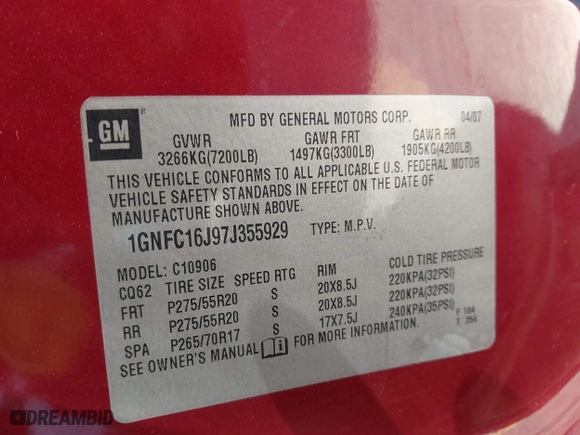 GM
MFD BY GENERAL MOTORS CORP. 04/07
GVWR GAWR FRT GAWR RR
3266KG(7200LB) 1497KG(3300LB) 1905KG(4200LB)
THIS VEHICLE CONFORMS TO ALL APPLICABLE U.S. FEDERAL MOTOR
VEHICLE SAFETY STANDARDS IN EFFECT ON THE DATE OF
MANUFACTURE SHOWN ABOVE.
1GNFC16J97J355929 TYPE: M.P.V.
MODEL: C10906
CQ62 TIRE SIZE SPEED RTG RIM COLD TIRE PRESSURE
FRT P275/55R20 S 20X8.5J 220KPA(32PSI)
RR P275/55R20 S 20X8.5J 220KPA(32PSI)
SPA P265/70R17 S 17X7.5J 240KPA(35PSI)
SEE OWNER'S MANUAL FOR MORE INFORMATION.
F 104
T 256
DREAMBID